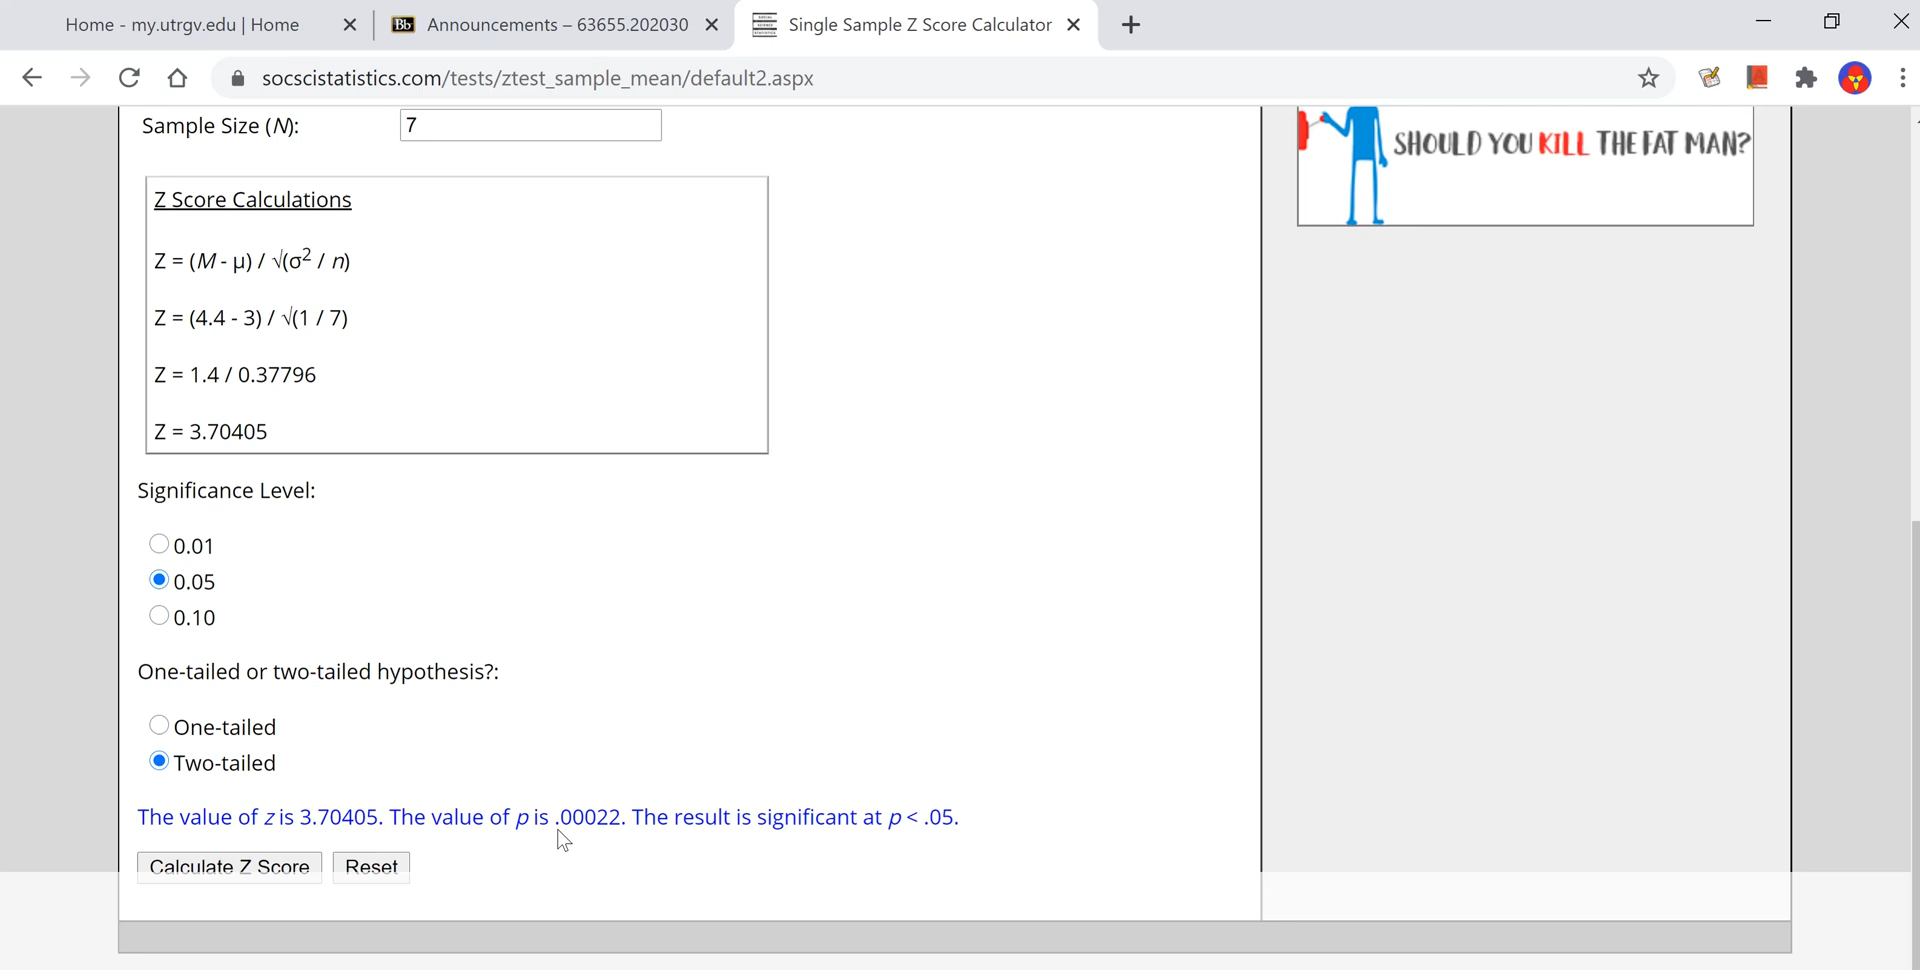 Home - my.utrgv.edu | Home
Bb Announcements – 63655.202030
Single Sample Z Score Calculator
socscistatistics.com/tests/ztest_sample_mean/default2.aspx
Sample Size (N): 7
SHOULD YOU KILL THE FAT MAN?
Z Score Calculations
Z = (M - μ) / √(σ² / n)
Z = (4.4 - 3) / √(1 / 7)
Z = 1.4 / 0.37796
Z = 3.70405
Significance Level:
0.01
0.05
0.10
One-tailed or two-tailed hypothesis?:
One-tailed
Two-tailed
The value of z is 3.70405. The value of p is .00022. The result is significant at p < .05.
Calculate Z Score Reset